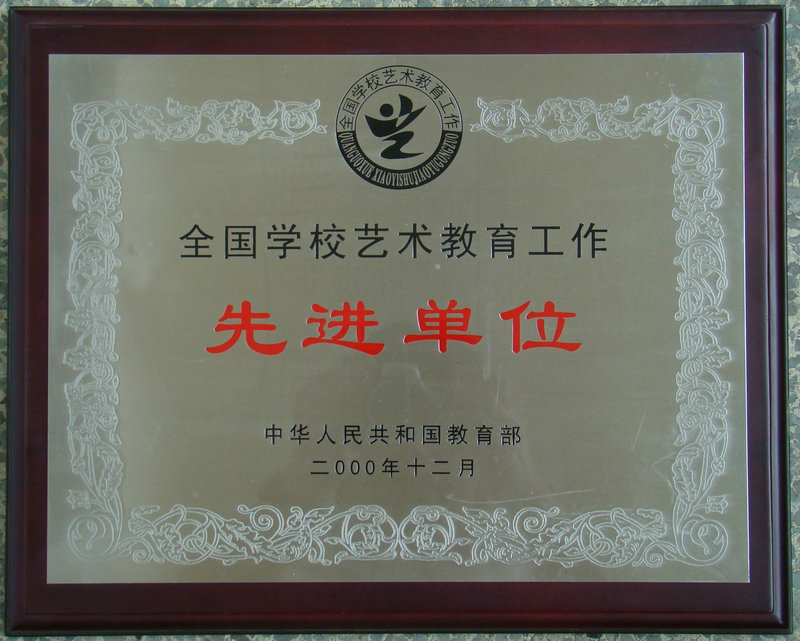 全国学校艺术教育工作
QUANGUOXUE XIAOYISHUJIAOYUGONGZUO
全国学校艺术教育工作
先进单位
中华人民共和国教育部
二000年十二月